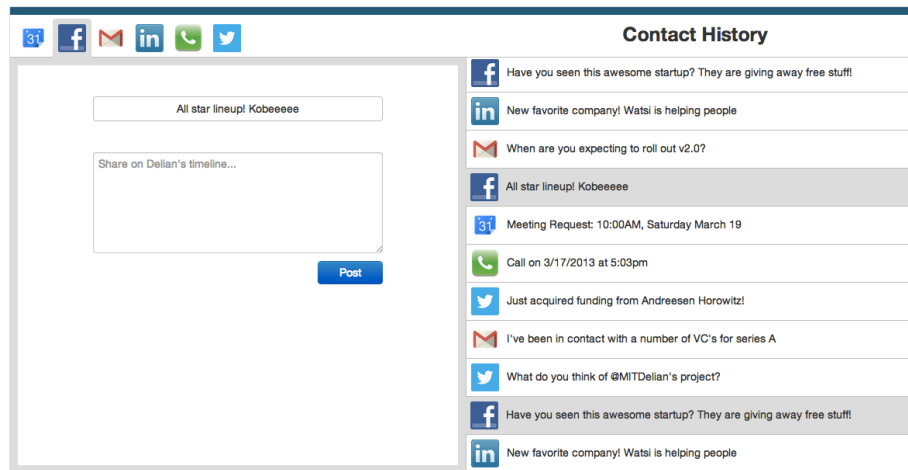 31
Contact History
All star lineup! Kobeeeee
Share on Delian's timeline...
Post
Have you seen this awesome startup? They are giving away free stuff!
New favorite company! Watsi is helping people
When are you expecting to roll out v2.0?
All star lineup! Kobeeeee
31
Meeting Request: 10:00AM, Saturday March 19
Call on 3/17/2013 at 5:03pm
Just acquired funding from Andreesen Horowitz!
I've been in contact with a number of VC's for series A
What do you think of @MITDelian's project?
Have you seen this awesome startup? They are giving away free stuff!
New favorite company! Watsi is helping people